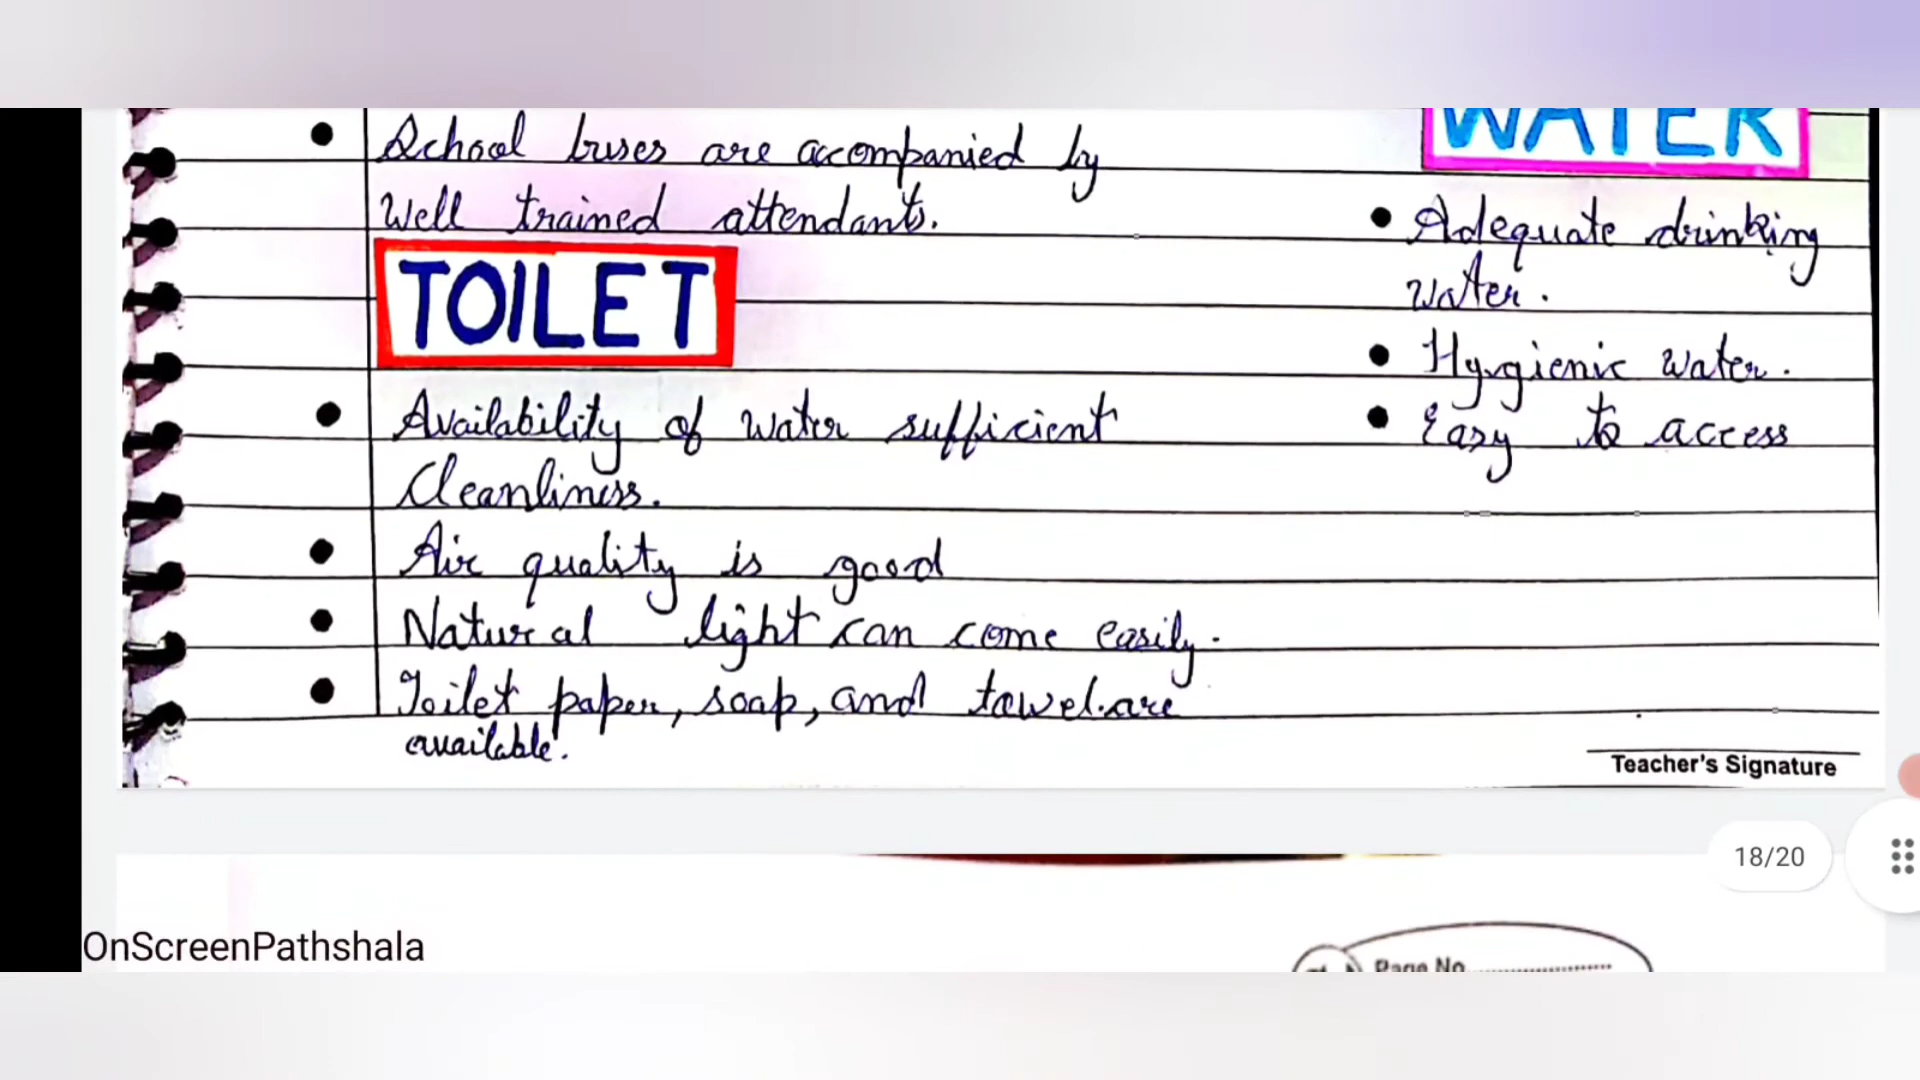 School buses are accompanied by
Well trained attendants.
TOILET
Availability of water sufficient
Cleanliness.
Air quality is good
Natural light can come easily.
Toilet paper, soap, and towel are
available.
WATER
Adequate drinking
water.
Hygienic water.
Easy to access
Teacher's Signature
18/20
OnScreenPathshala
Page No.